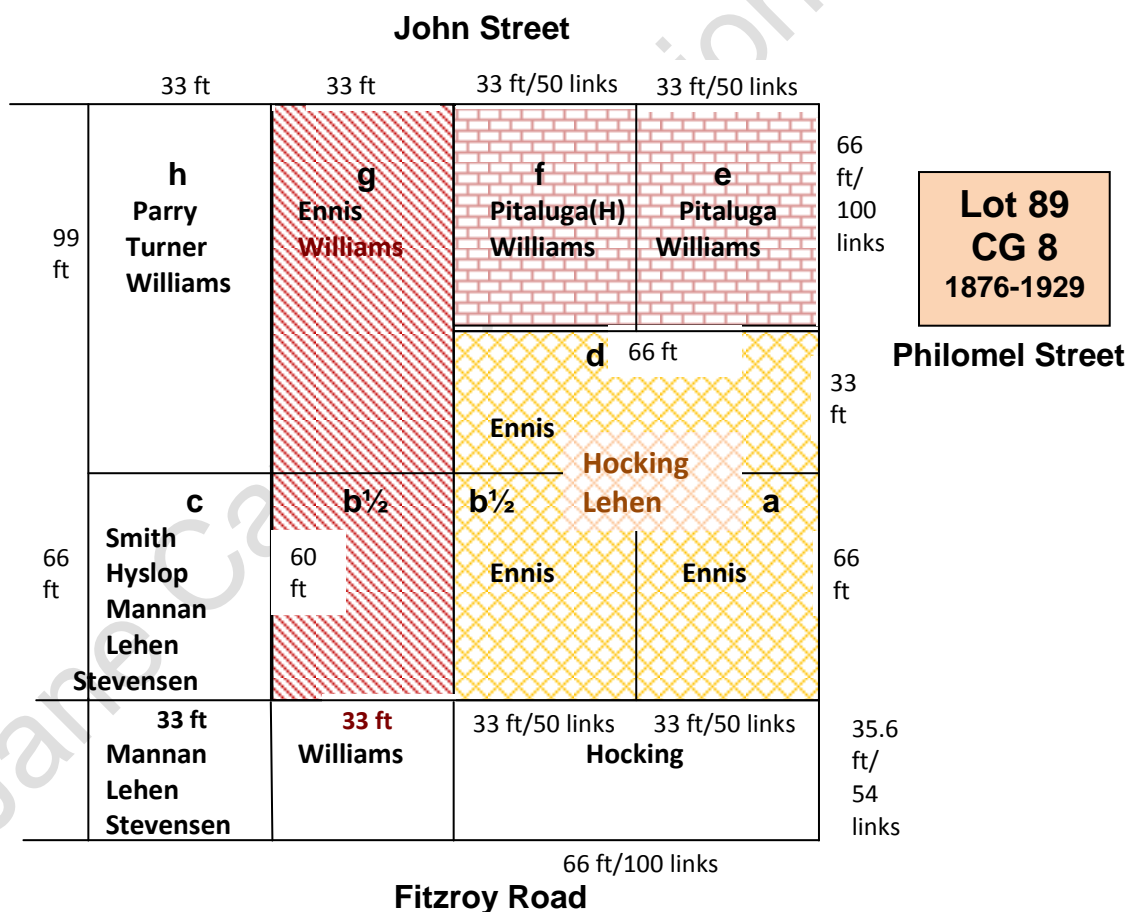 John Street
33 ft
33 ft
33 ft/50 links
33 ft/50 links
h
Parry
Turner
Williams
g
Ennis
Williams
f
Pitaluga(H)
Williams
e
Pitaluga
Williams
99
ft
66
ft/
100
links
Lot 89
CG 8
1876-1929
Philomel Street
d
66 ft
Ennis
33
ft
Hocking
Lehen
c
Smith
Hyslop
Mannan
Lehen
Stevensen
b½
60
ft
b½
Ennis
a
Ennis
66
ft
66
ft
33 ft
Mannan
Lehen
Stevensen
33 ft
Williams
33 ft/50 links
33 ft/50 links
Hocking
35.6
ft/
54
links
66 ft/100 links
Fitzroy Road